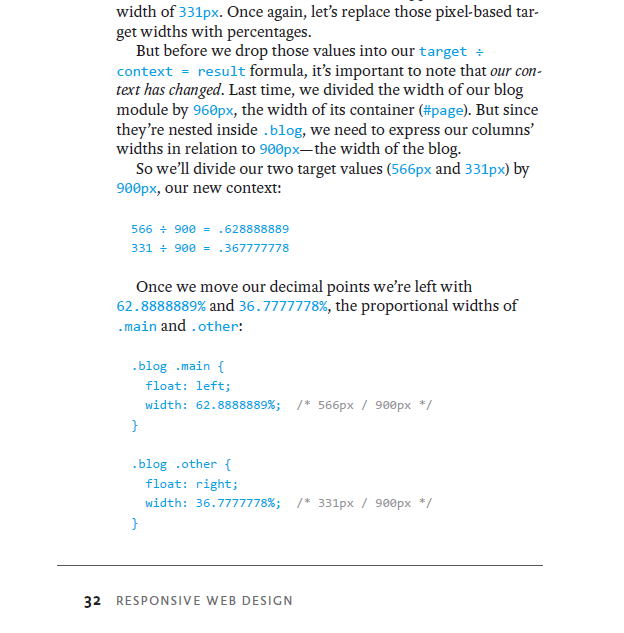 width of 331px. Once again, let’s replace those pixel-based tar-
get widths with percentages.
But before we drop those values into our target ÷
context = result formula, it’s important to note that our con-
text has changed. Last time, we divided the width of our blog
module by 960px, the width of its container (#page). But since
they’re nested inside .blog, we need to express our columns’
widths in relation to 900px—the width of the blog.
So we’ll divide our two target values (566px and 331px) by
900px, our new context:
566 ÷ 900 = .628888889
331 ÷ 900 = .367777778
Once we move our decimal points we’re left with
62.8888889% and 36.7777778%, the proportional widths of
.main and .other:
.blog .main {
float: left;
width: 62.8888889%; /* 566px / 900px */
}
.blog .other {
float: right;
width: 36.7777778%; /* 331px / 900px */
}
32 RESPONSIVE WEB DESIGN